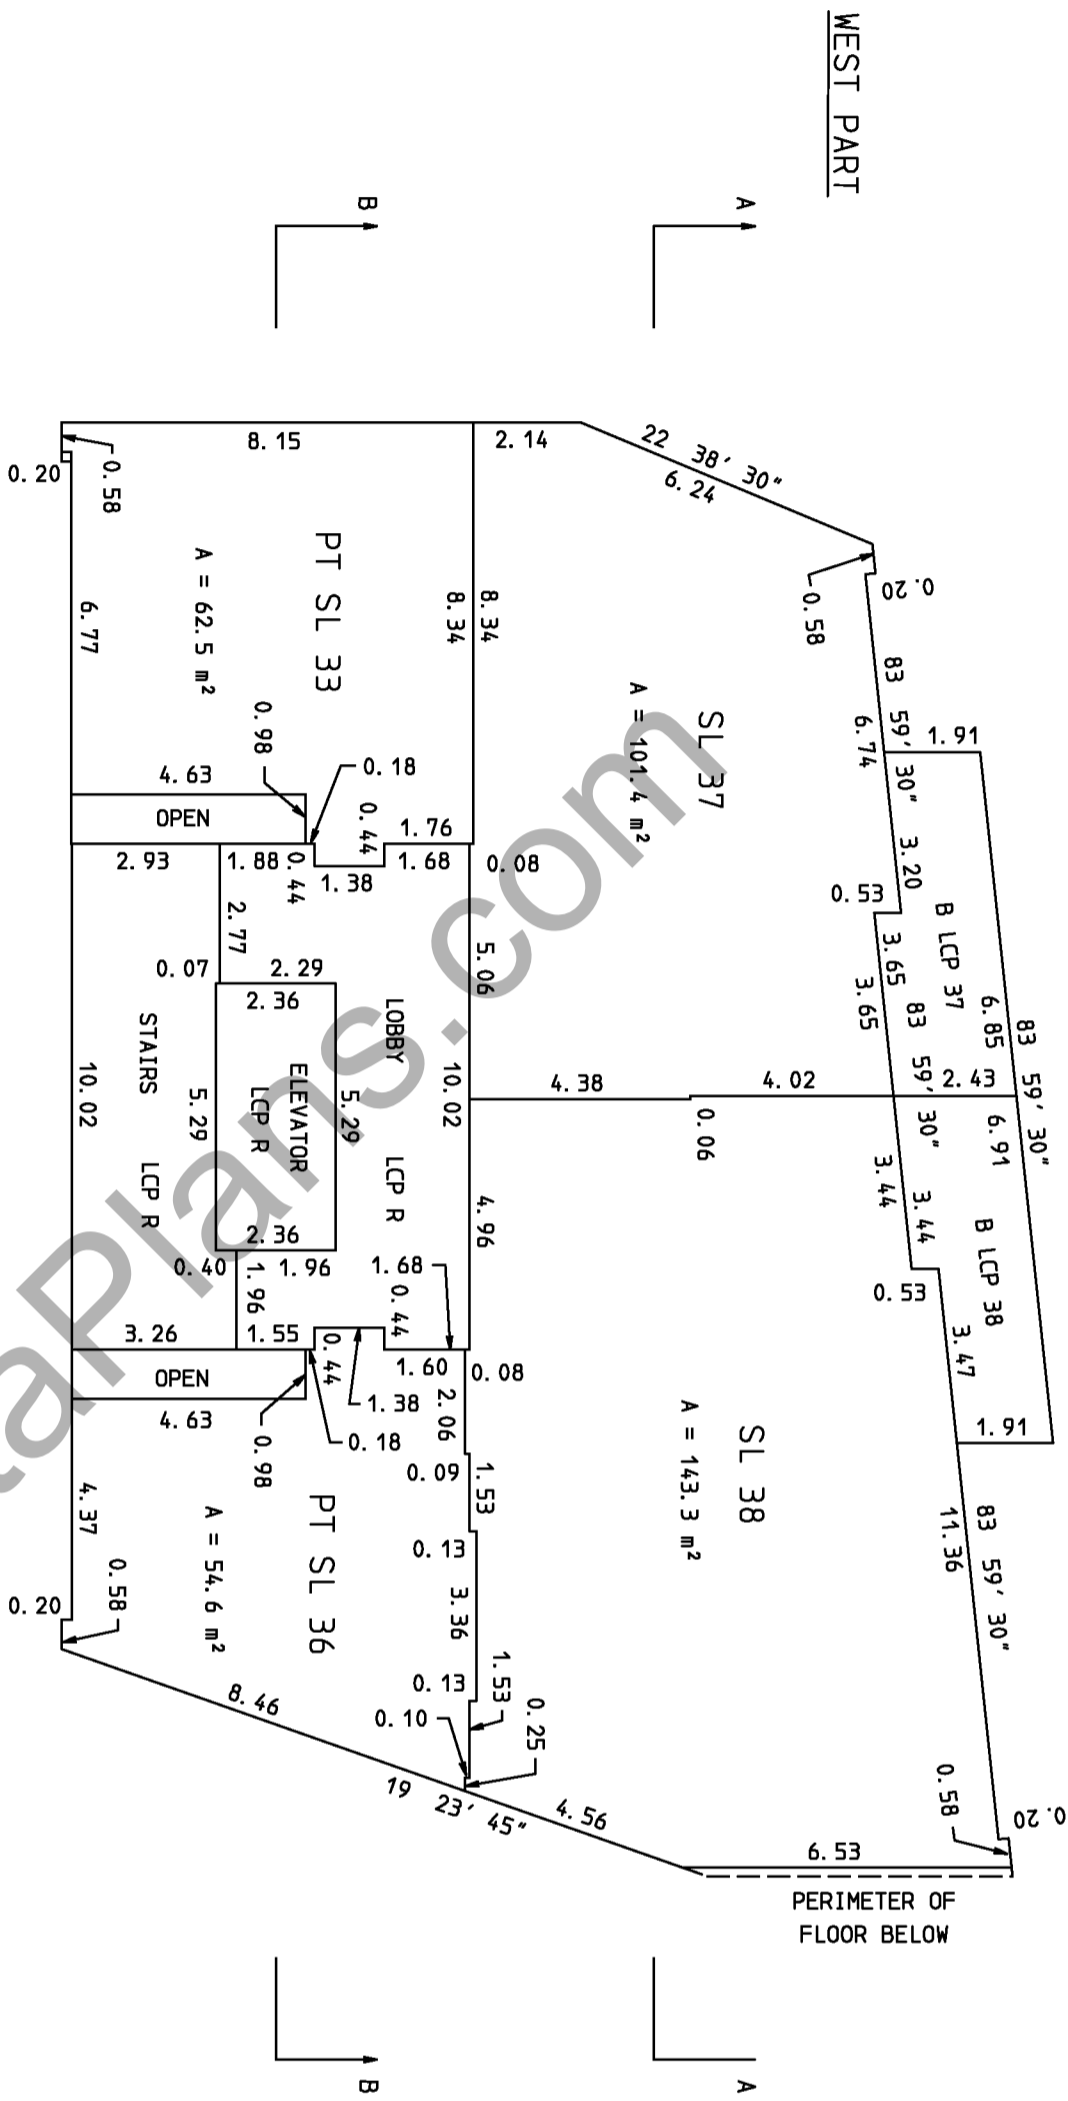 WEST PART
B
A
8.15
2.14
22 38' 30"
6.24
0.20
0.58
6.77
PT SL 33
A = 62.5 m²
8.34
8.34
0.58
0.20
83 59' 30"
6.74
1.91
SL 37
A = 101.4 m²
0.98
0.18
4.63
OPEN
0.44
1.76
2.93
1.88
0.44
1.38
1.68
0.08
3.20
0.53
B LCP 37
2.77
0.07
2.29
2.36
5.06
3.65
3.65
83 59' 30"
6.85
83 59' 30"
LOBBY
LCP R
STAIRS
LCP R
ELEVATOR
LCP R
10.02
5.29
5.29
10.02
4.38
4.02
2.43
0.06
6.91
4.96
3.44
3.44
B LCP 38
0.53
3.47
1.91
2.36
0.40
1.96
1.96
1.68
0.44
3.26
1.55
0.44
1.60
0.08
OPEN
4.63
0.98
1.38
0.18
2.06
0.09
1.53
SL 38
A = 143.3 m²
83 59' 30"
11.36
4.37
0.58
0.20
PT SL 36
A = 54.6 m²
0.13
3.36
0.13
1.53
0.10
0.25
8.46
19 23' 45"
4.56
0.58
0.20
6.53
PERIMETER OF
FLOOR BELOW
B
A
taPlans.com